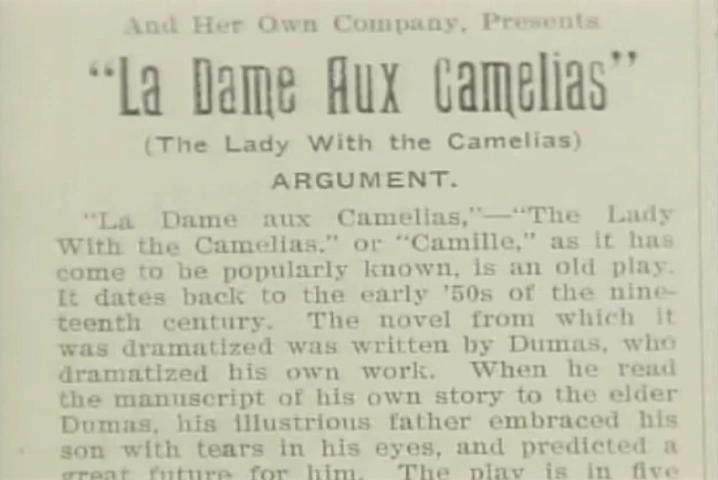 And Her Own Company, Presents
"La Dame Aux Camelias"
(The Lady With the Camelias)
ARGUMENT.
"La Dame aux Camelias,"—"The Lady
With the Camelias." or "Camille," as it has
come to be popularly known, is an old play.
It dates back to the early '50s of the nine-
teenth century. The novel from which it
was dramatized was written by Dumas, who
dramatized his own work. When he read
the manuscript of his own story to the elder
Dumas, his illustrious father embraced his
son with tears in his eyes, and predicted a
great future for him. The play is in five